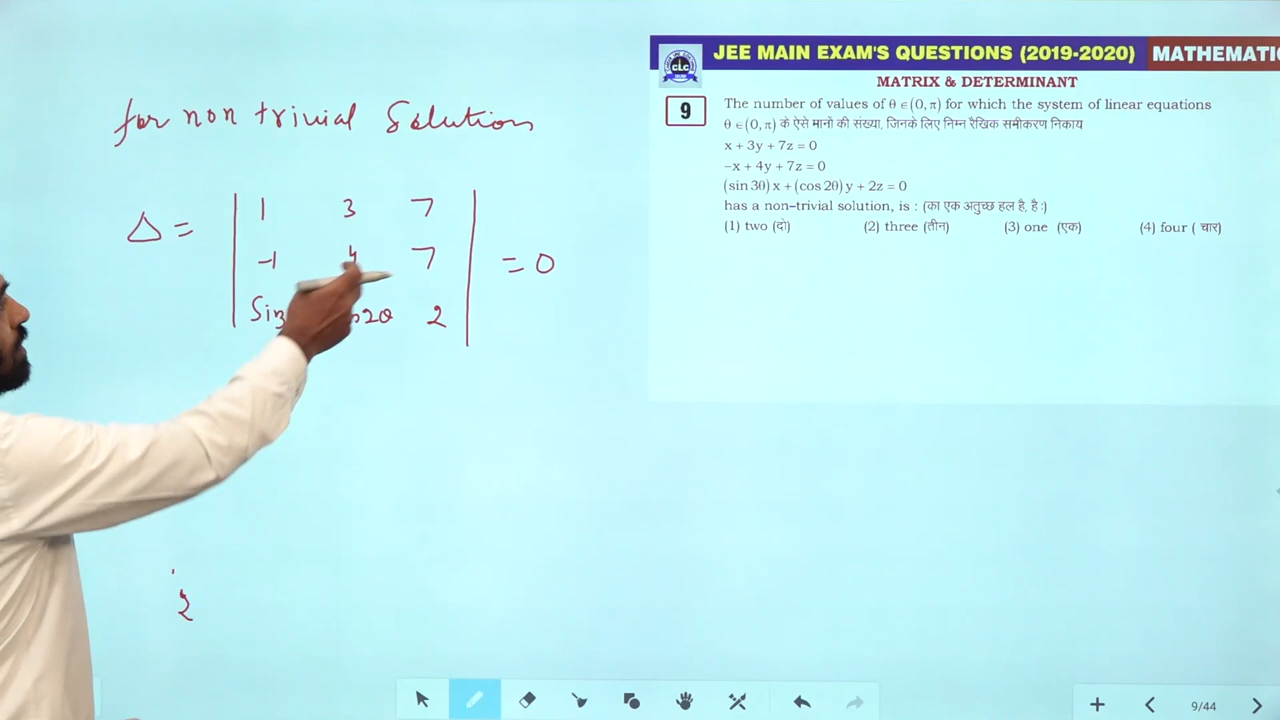 for non trivial Solution
Δ =
1 3 7
-1 4 7
= 0
2θ 2
JEE MAIN EXAM'S QUESTIONS (2019-2020)
CLC
MATRIX & DETERMINANT
9
The number of values of θ ∈ (0, π) for which the system of linear equations
θ ∈ (0, π) के ऐसे मानों की संख्या, जिनके लिए निम्न रैखिक समीकरण निकाय
x + 3y + 7z = 0
−x + 4y + 7z = 0
(sin 3θ) x + (cos 2θ) y + 2z = 0
has a non-trivial solution, is : (का एक अतुच्छ हल है, है:)
(1) two (दो) (2) three (तीन) (3) one (एक) (4) four ( चार)
9/44